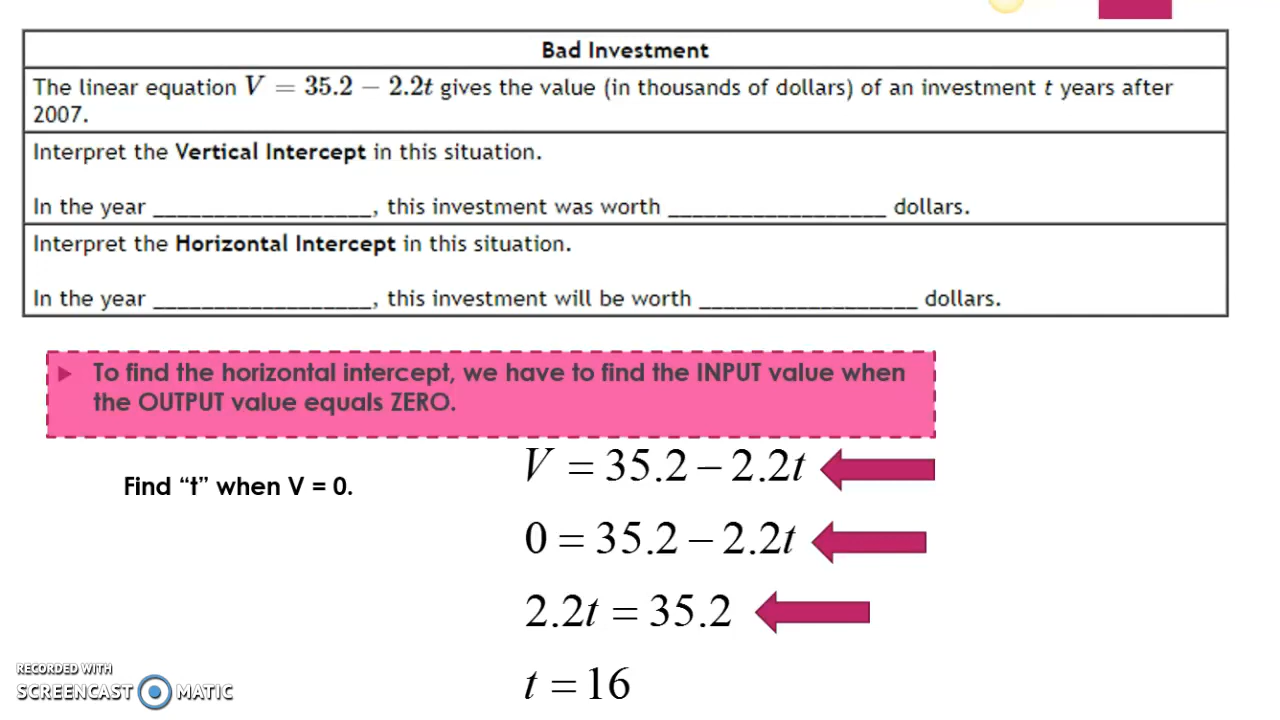 Bad Investment
The linear equation V = 35.2 − 2.2t gives the value (in thousands of dollars) of an investment t years after
2007.
Interpret the Vertical Intercept in this situation.
In the year __________________, this investment was worth __________________ dollars.
Interpret the Horizontal Intercept in this situation.
In the year __________________, this investment will be worth __________________ dollars.
To find the horizontal intercept, we have to find the INPUT value when
the OUTPUT value equals ZERO.
Find “t” when V = 0.
V = 35.2 − 2.2t
0 = 35.2 − 2.2t
2.2t = 35.2
t = 16
RECORDED WITH
SCREENCAST MATIC